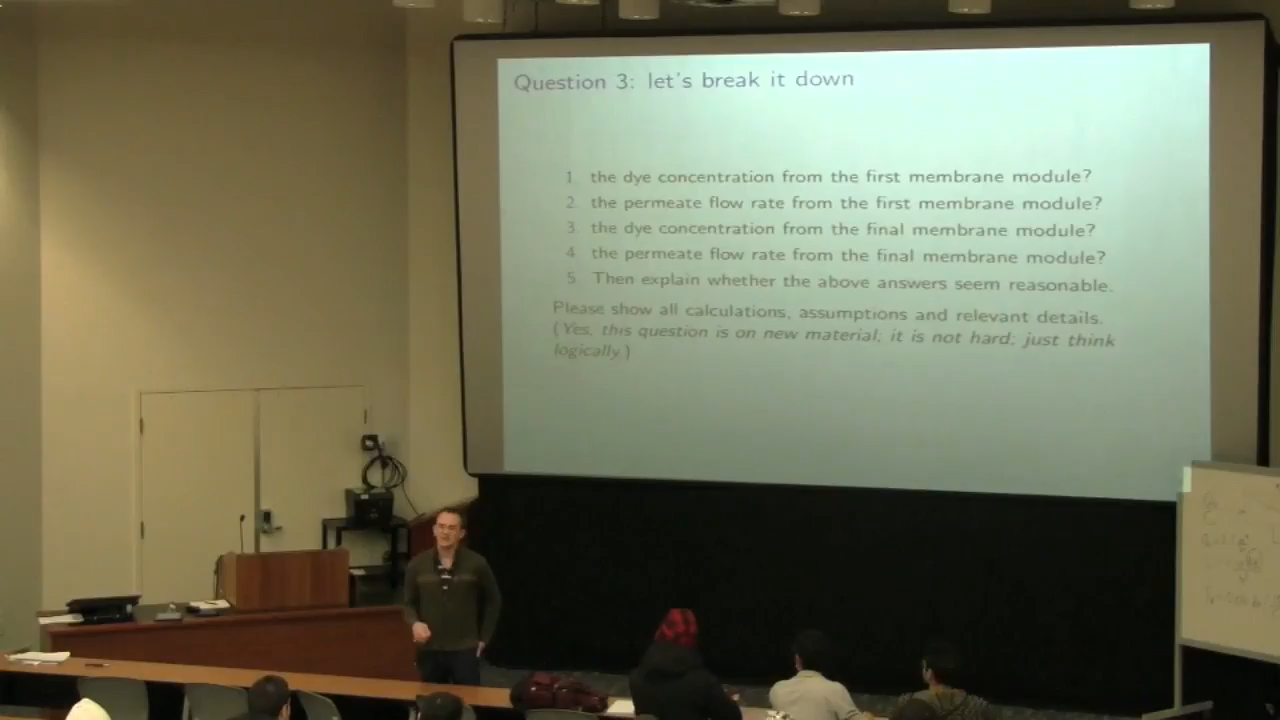 Question 3: let's break it down
1. the dye concentration from the first membrane module?
2. the permeate flow rate from the first membrane module?
3. the dye concentration from the final membrane module?
4. the permeate flow rate from the final membrane module?
5. Then explain whether the above answers seem reasonable.
Please show all calculations, assumptions and relevant details.
(Yes, this question is on new material; it is not hard; just think
logically.)